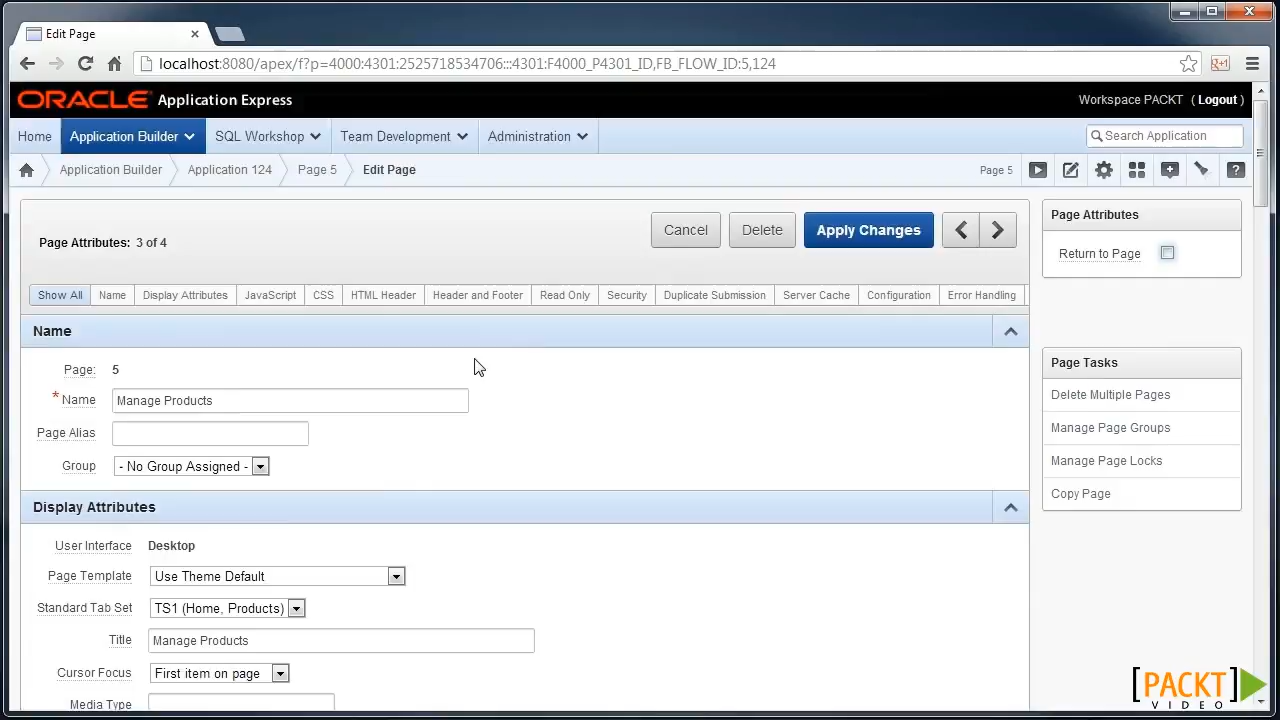 Edit Page
localhost:8080/apex/f?p=4000:4301:2525718534706:::4301:F4000_P4301_ID,FB_FLOW_ID:5,124
ORACLE Application Express
Workspace PACKT ( Logout )
Home Application Builder SQL Workshop Team Development Administration
Search Application
Application Builder Application 124 Page 5 Edit Page
Page 5
Page Attributes: 3 of 4
Cancel Delete Apply Changes
Show All Name Display Attributes JavaScript CSS HTML Header Header and Footer Read Only Security Duplicate Submission Server Cache Configuration Error Handling
Name
Page: 5
* Name Manage Products
Page Alias
Group - No Group Assigned -
Display Attributes
User Interface Desktop
Page Template Use Theme Default
Standard Tab Set TS1 (Home, Products)
Title Manage Products
Cursor Focus First item on page
Media Type
Page Attributes
Return to Page
Page Tasks
Delete Multiple Pages
Manage Page Groups
Manage Page Locks
Copy Page
[PACKT]
VIDEO